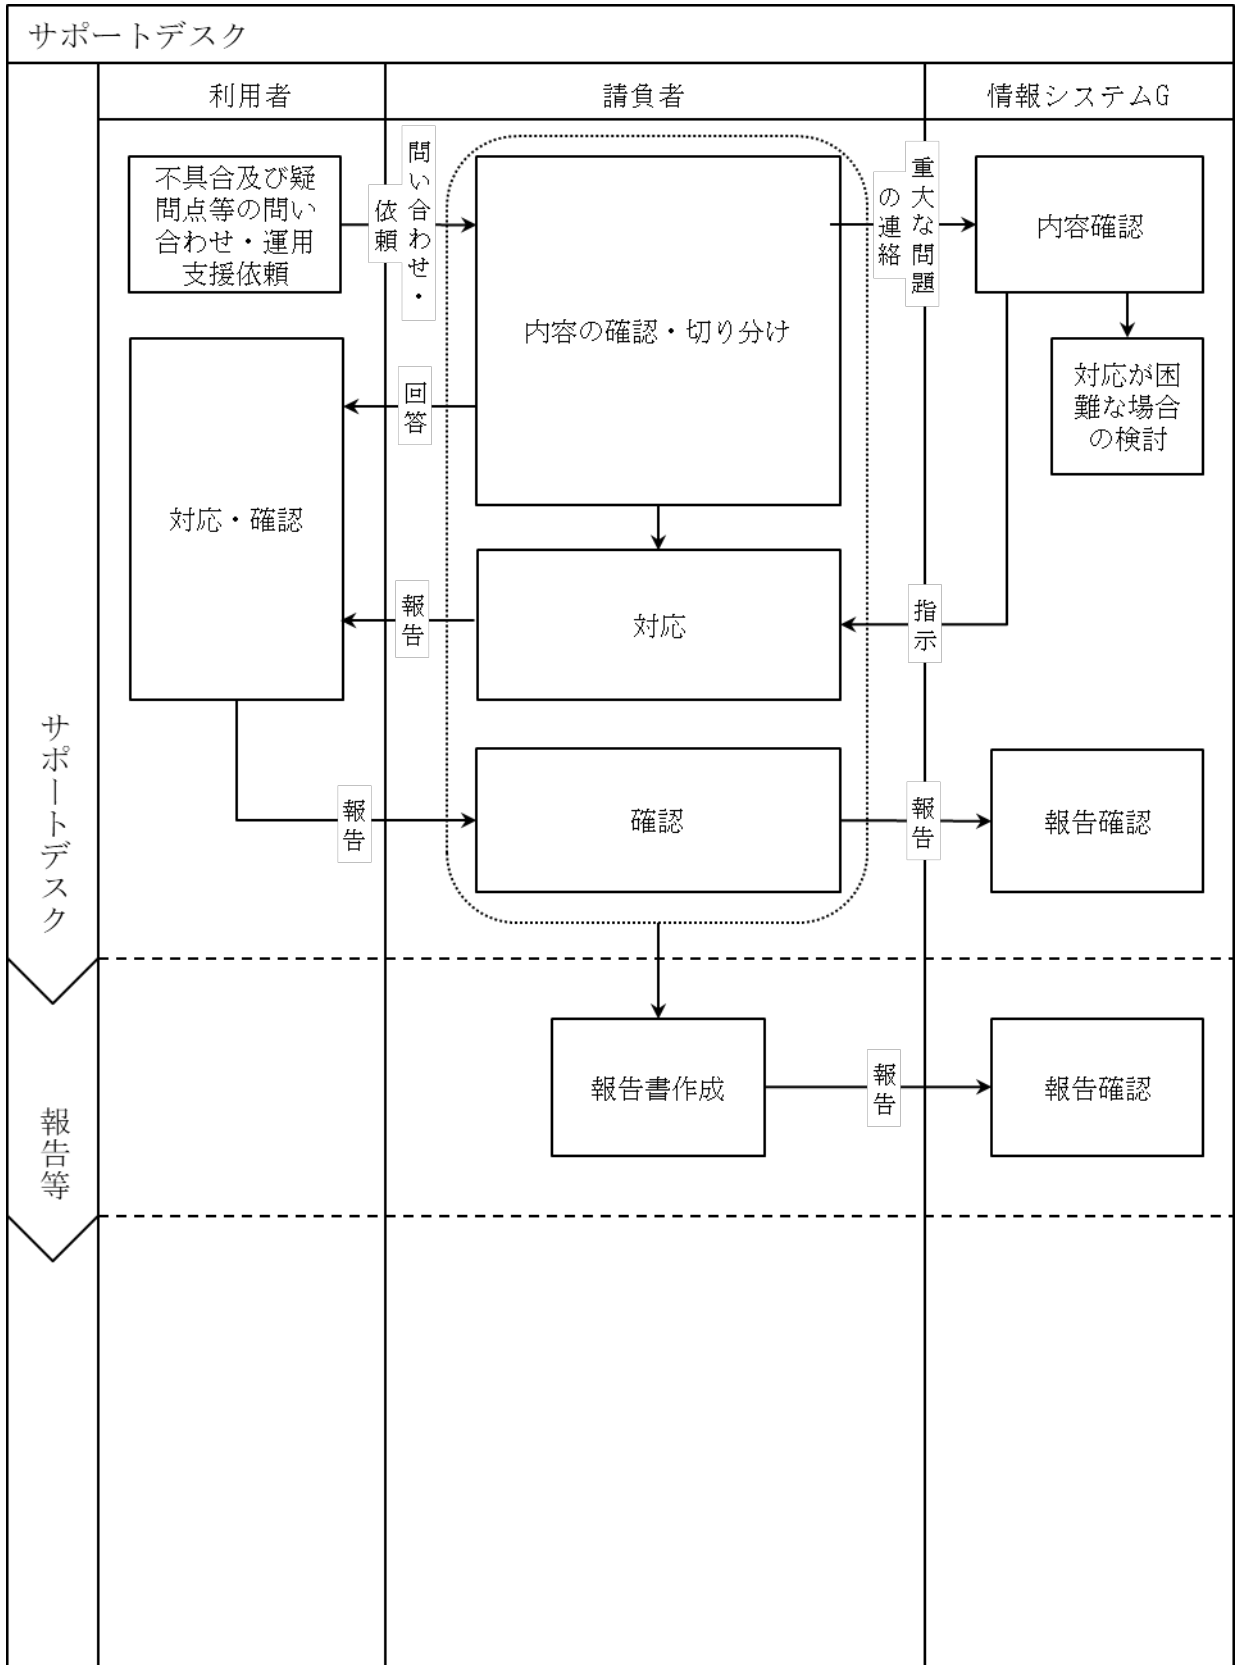 サポートデスク
利用者
請負者
情報システムG
不具合及び疑
問点等の問い
合わせ・運用
支援依頼
問い合わせ・
依頼
内容の確認・切り分け
重大な問題
の連絡
内容確認
対応が困
難な場合
の検討
回答
対応・確認
報告
対応
指示
サポートデスク
報告
確認
報告
報告確認
報告等
報告書作成
報告
報告確認